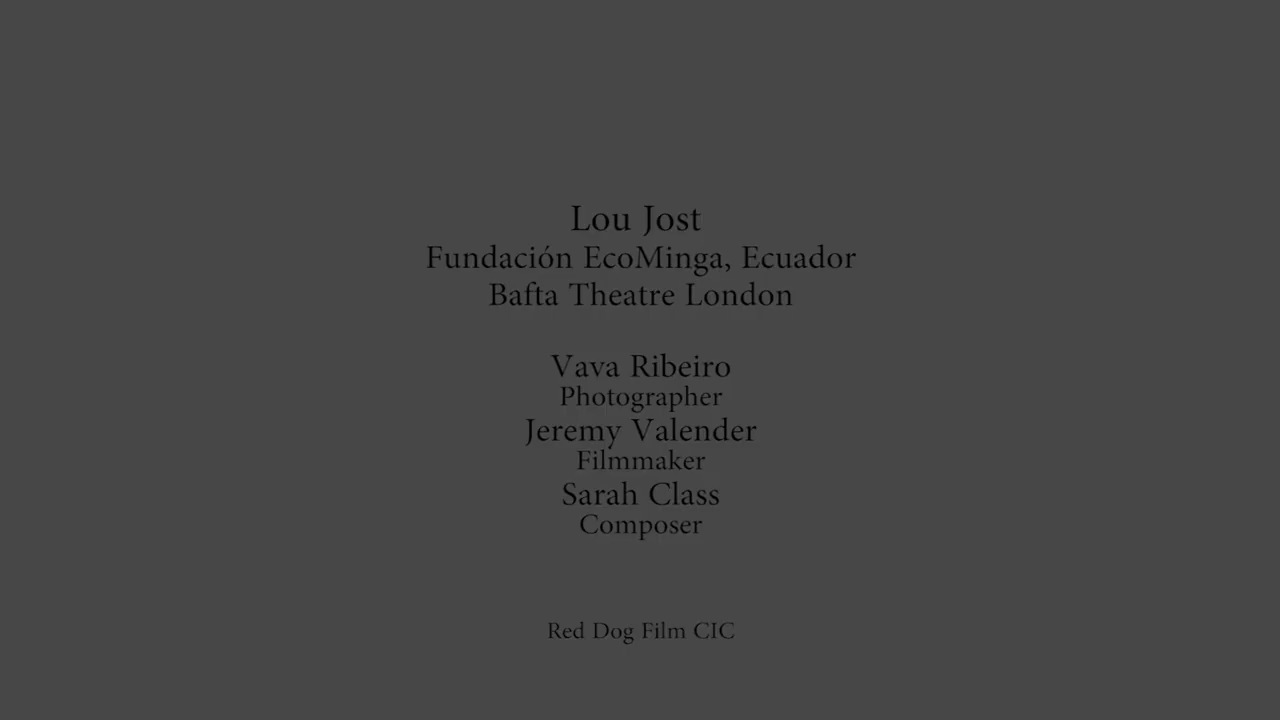 Lou Jost
Fundación EcoMinga, Ecuador
Bafta Theatre London
Vava Ribeiro
Photographer
Jeremy Valender
Filmmaker
Sarah Class
Composer
Red Dog Film CIC